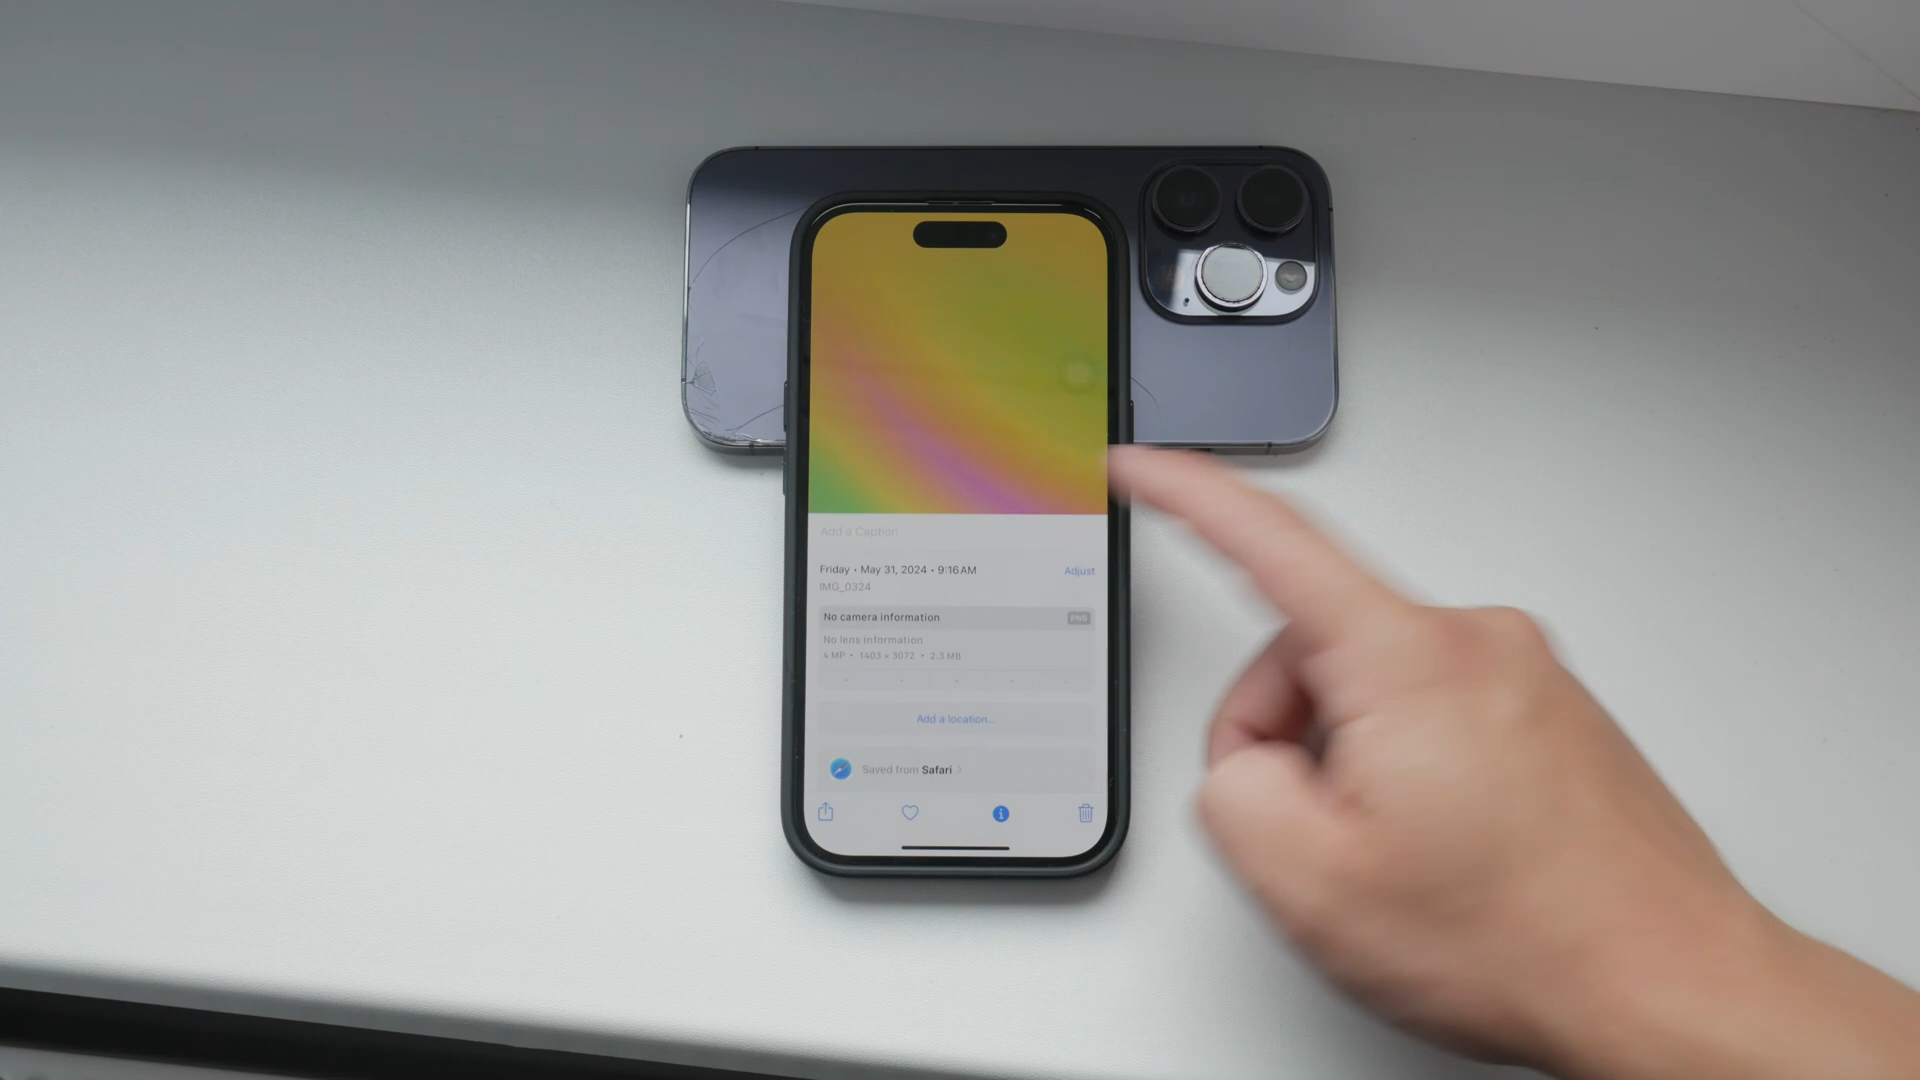 Add a Caption
Friday • May 31, 2024 • 9:16 AM
Adjust
IMG_0324
No camera information
PNG
No lens information
4 MP • 1403 × 3072 • 2.3 MB
Add a location...
Saved from Safari >